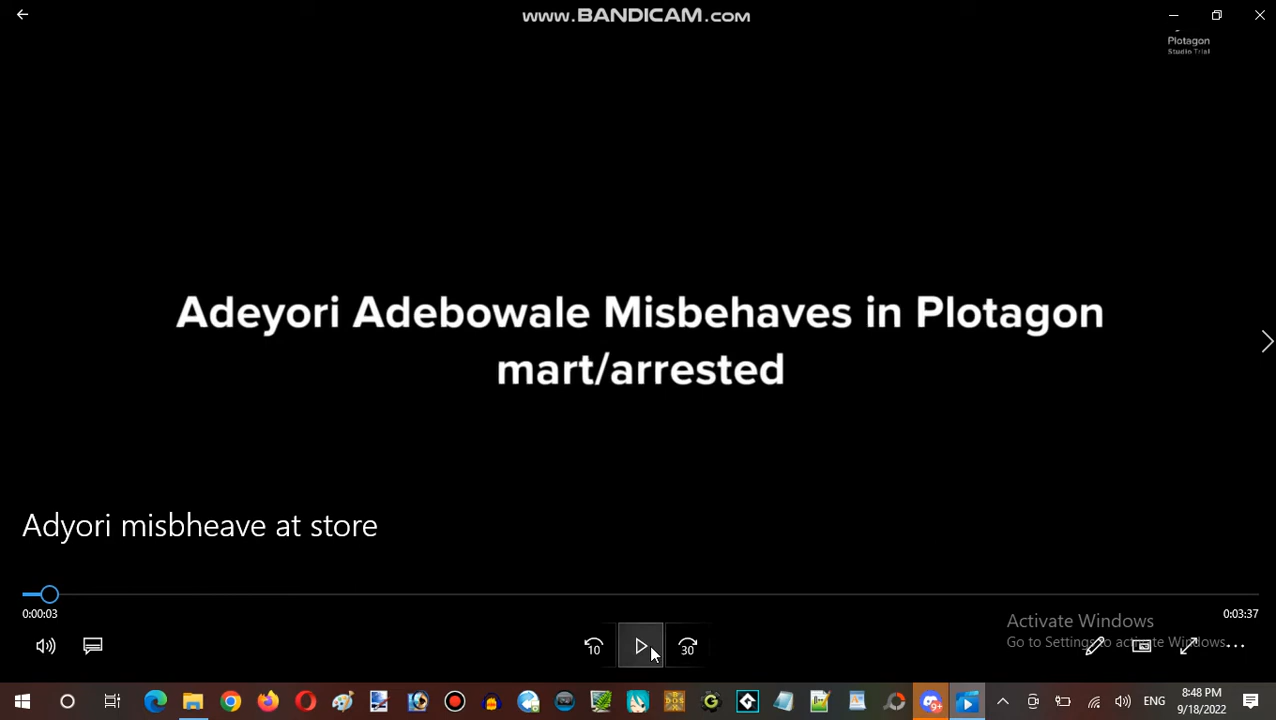 www.BANDICAM.com
Plotagon
Studio Trial
Adeyori Adebowale Misbehaves in Plotagon
mart/arrested
Adyori misbheave at store
0:00:03
0:03:37
10
30
Activate Windows
Go to Settings to activate Windows.
ENG
8:48 PM
9/18/2022